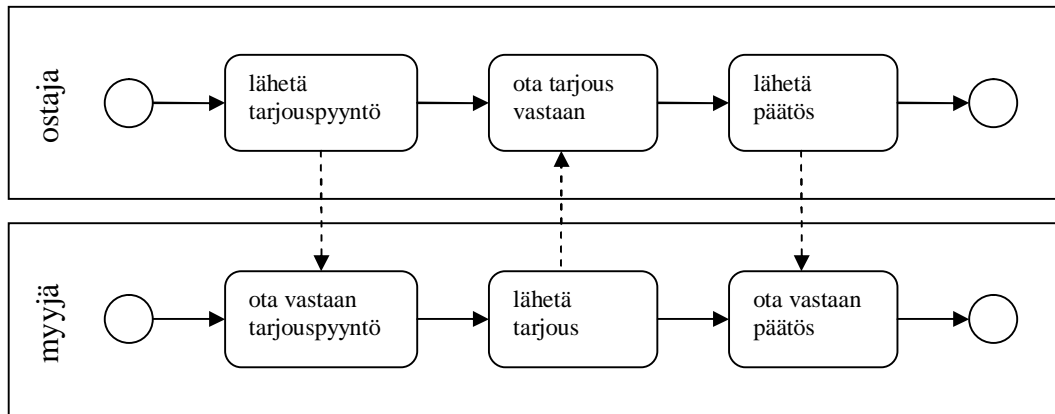 ostaja
lähetä
tarjouspyyntö
ota tarjous
vastaan
lähetä
päätös
myyjä
ota vastaan
tarjouspyyntö
lähetä
tarjous
ota vastaan
päätös